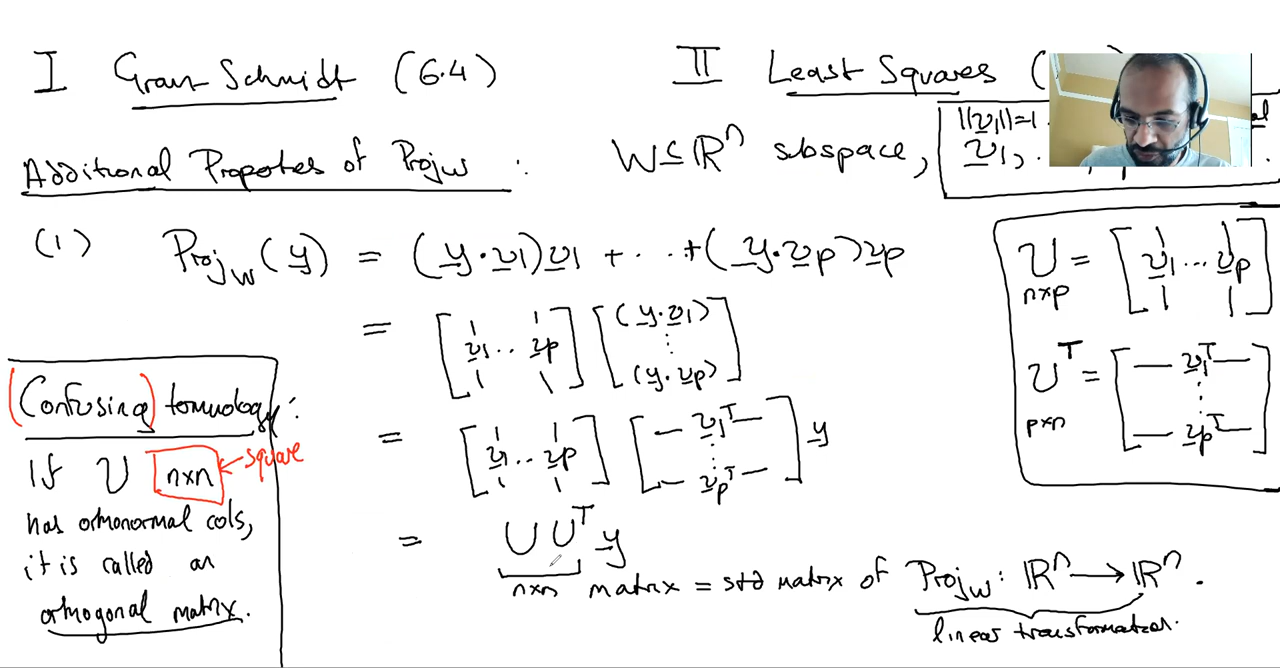 I Gram Schmidt (6.4)
II Least Squares (
Additional Propoties of Projw :
W ⊆ ℝⁿ subspace,
||v₁||=1
v₁, . . . .
(1) Projw(y) = (y·v₁)v₁ + ... +(y·vp)vp
= [v₁ .. vp] [(y·v₁) ⋮ (y·vp)]
= [v₁ .. vp] [— v₁ᵀ — ⋮ — vpᵀ —] y
= U Uᵀ y
n×n matrix = std matrix of Projw : ℝⁿ → ℝⁿ.
linear transformation.
U = [v₁ ... vp]
n×p
Uᵀ = [— v₁ᵀ — ⋮ — vpᵀ —]
p×n
(Confusing) terminology:
If U n×n ← square
has orthonormal cols,
it is called an
orthogonal matrix.